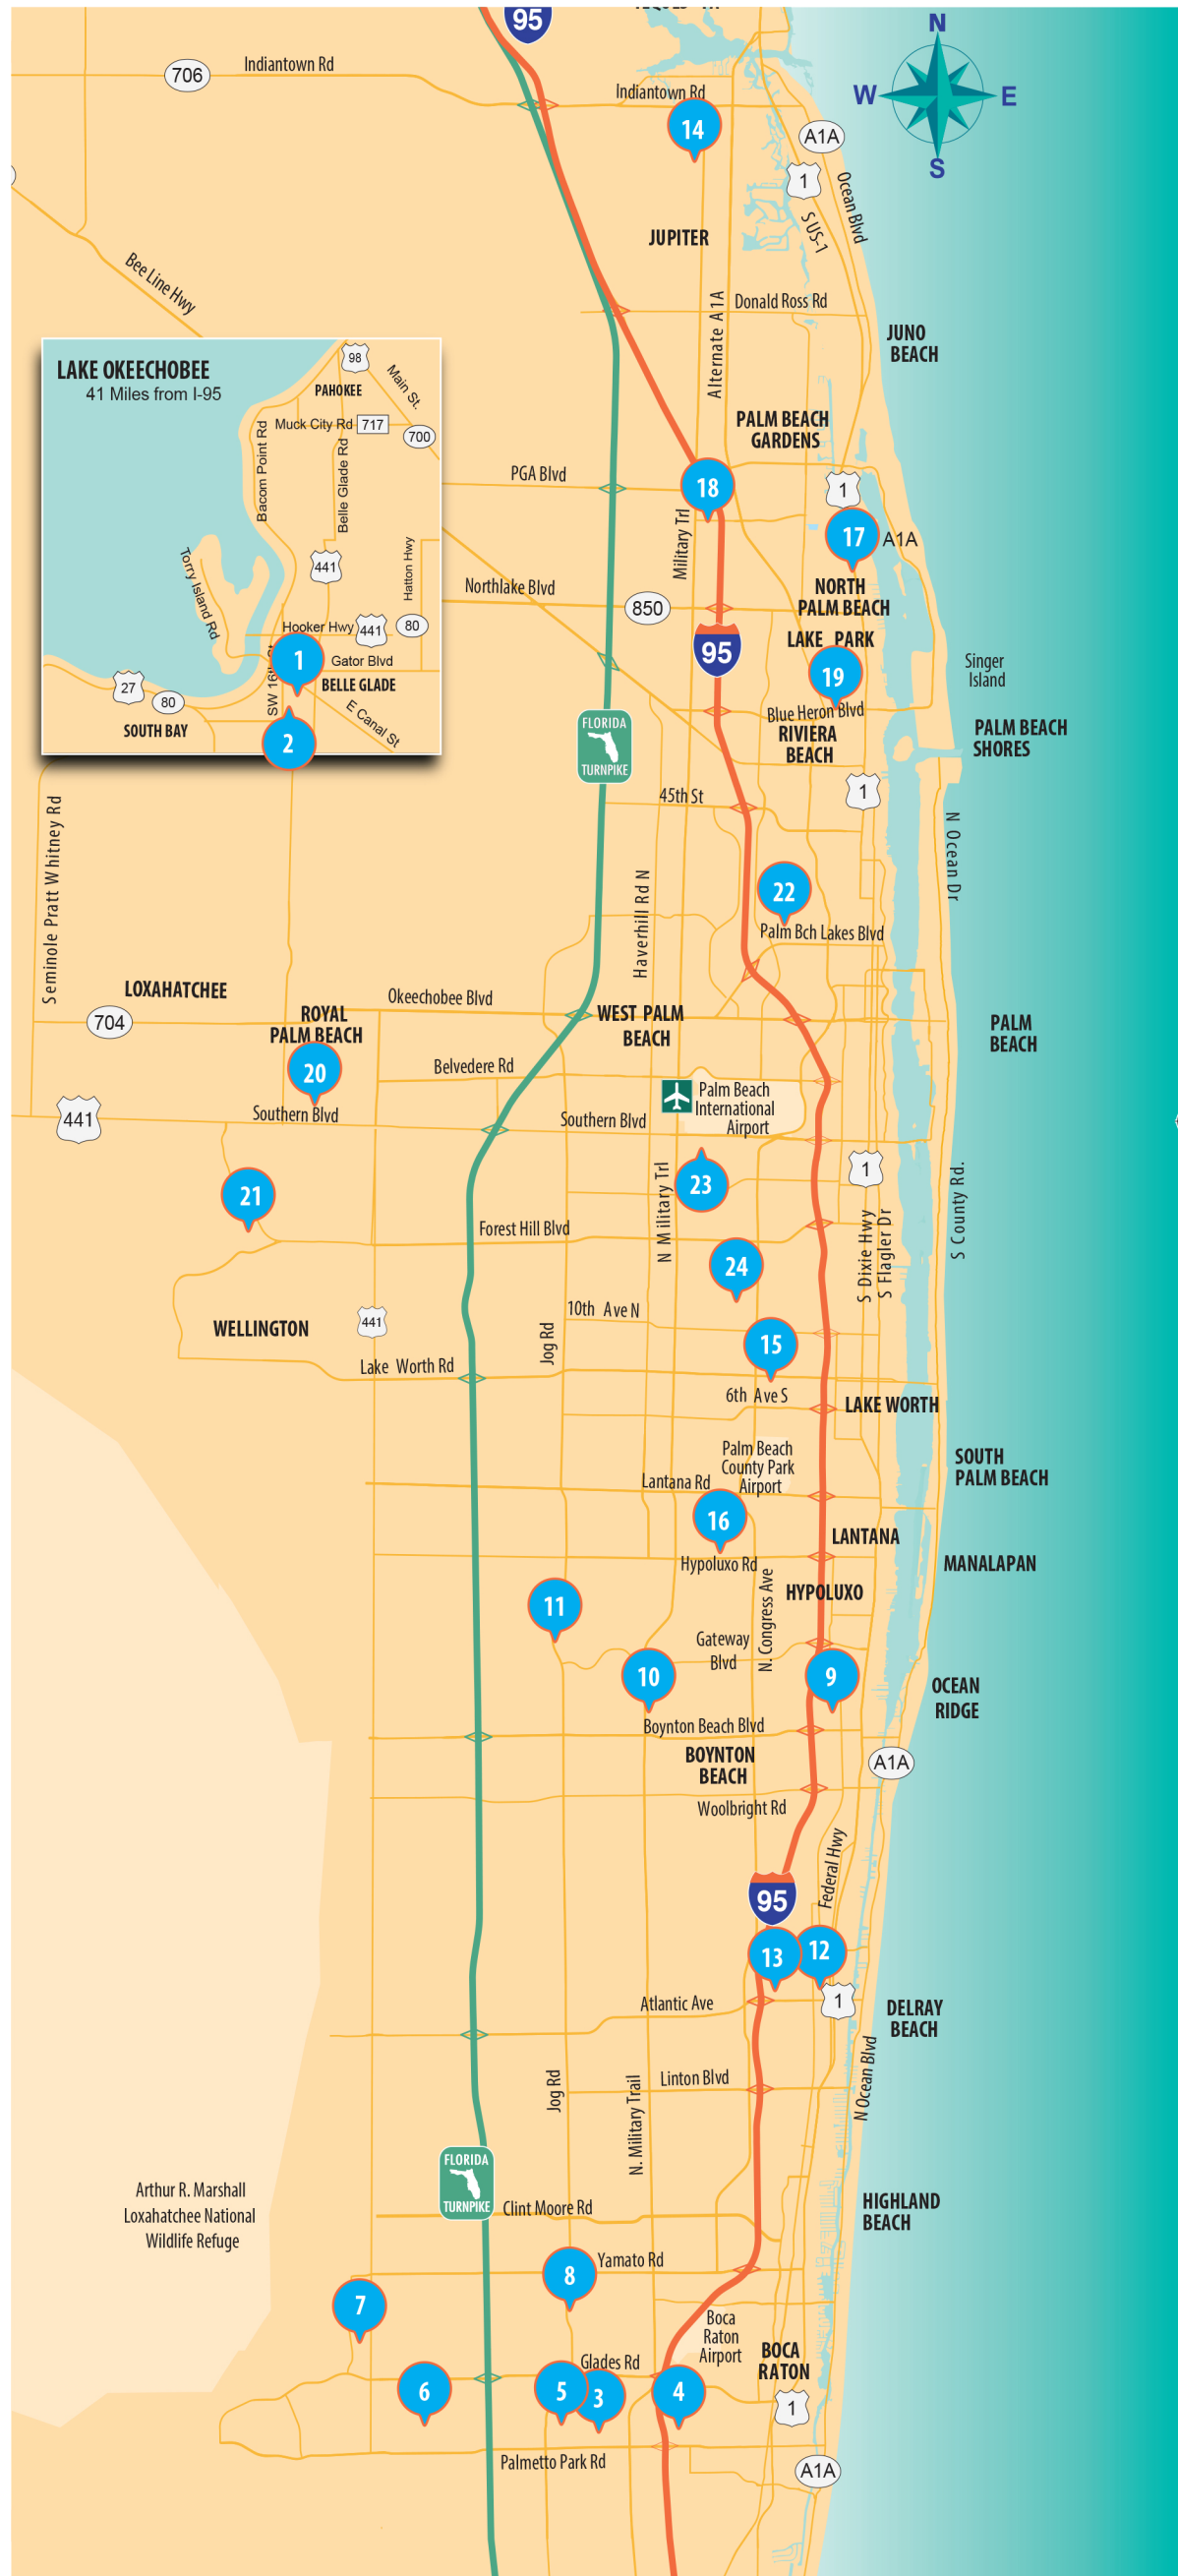 95
N
W
E
S
706
Indiantown Rd
Indiantown Rd
14
A1A
1
Ocean Blvd
S US-1
JUPITER
Bee Line Hwy
Alternate A1A
Donald Ross Rd
JUNO
BEACH
LAKE OKEECHOBEE
41 Miles from I-95
98
PAHOKEE
Main St.
Muck City Rd
717
700
Bacom Point Rd
Belle Glade Rd
441
Hatton Hwy
Torry Island Rd
Hooker Hwy
441
80
1
Gator Blvd
BELLE GLADE
27
80
SOUTH BAY
E Canal St
2
PALM BEACH
GARDENS
PGA Blvd
18
1
Military Trl
17
A1A
Northlake Blvd
850
NORTH
PALM BEACH
95
LAKE PARK
19
Singer
Island
Blue Heron Blvd
RIVIERA
BEACH
PALM BEACH
SHORES
FLORIDA
TURNPIKE
45th St
1
Seminole Pratt Whitney Rd
N Ocean Dr
Haverhill Rd N
22
Palm Bch Lakes Blvd
LOXAHATCHEE
704
Okeechobee Blvd
ROYAL
PALM BEACH
WEST PALM
BEACH
PALM
BEACH
20
Belvedere Rd
Palm Beach
International
Airport
441
Southern Blvd
Southern Blvd
1
21
23
N Military Trl
S County Rd.
S Dixie Hwy
S Flagler Dr
Forest Hill Blvd
24
10th Ave N
WELLINGTON
441
Jog Rd
15
Lake Worth Rd
6th Ave S
LAKE WORTH
Palm Beach
County Park
Airport
SOUTH
PALM BEACH
Lantana Rd
16
LANTANA
Hypoluxo Rd
MANALAPAN
HYPOLUXO
N. Congress Ave
11
Gateway
Blvd
10
9
OCEAN
RIDGE
Boynton Beach Blvd
BOYNTON
BEACH
A1A
Woolbright Rd
Federal Hwy
95
13
12
1
Atlantic Ave
DELRAY
BEACH
N Ocean Blvd
Jog Rd
N. Military Trail
Linton Blvd
FLORIDA
TURNPIKE
Arthur R. Marshall
Loxahatchee National
Wildlife Refuge
Clint Moore Rd
HIGHLAND
BEACH
Yamato Rd
8
7
Boca
Raton
Airport
BOCA
RATON
Glades Rd
6
5
3
4
1
Palmetto Park Rd
A1A